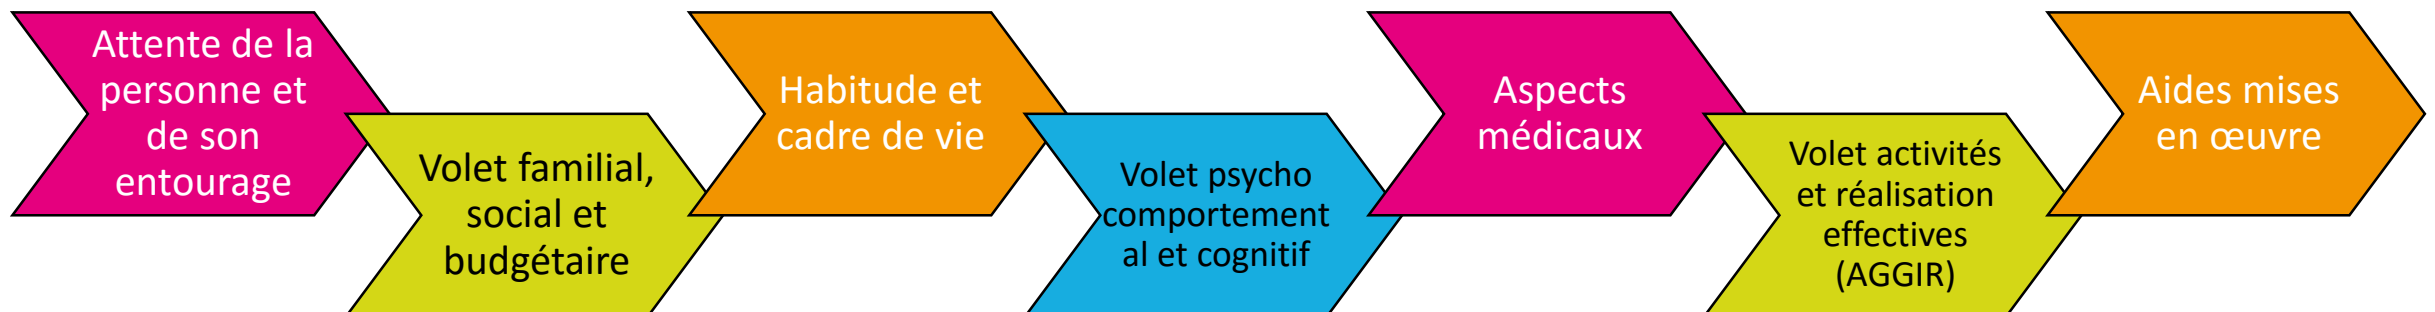 Attente de la
personne et
de son
entourage
Volet familial,
social et
budgétaire
Habitude et
cadre de vie
Volet psycho
comportement
al et cognitif
Aspects
médicaux
Volet activités
et réalisation
effectives
(AGGIR)
Aides mises
en œuvre